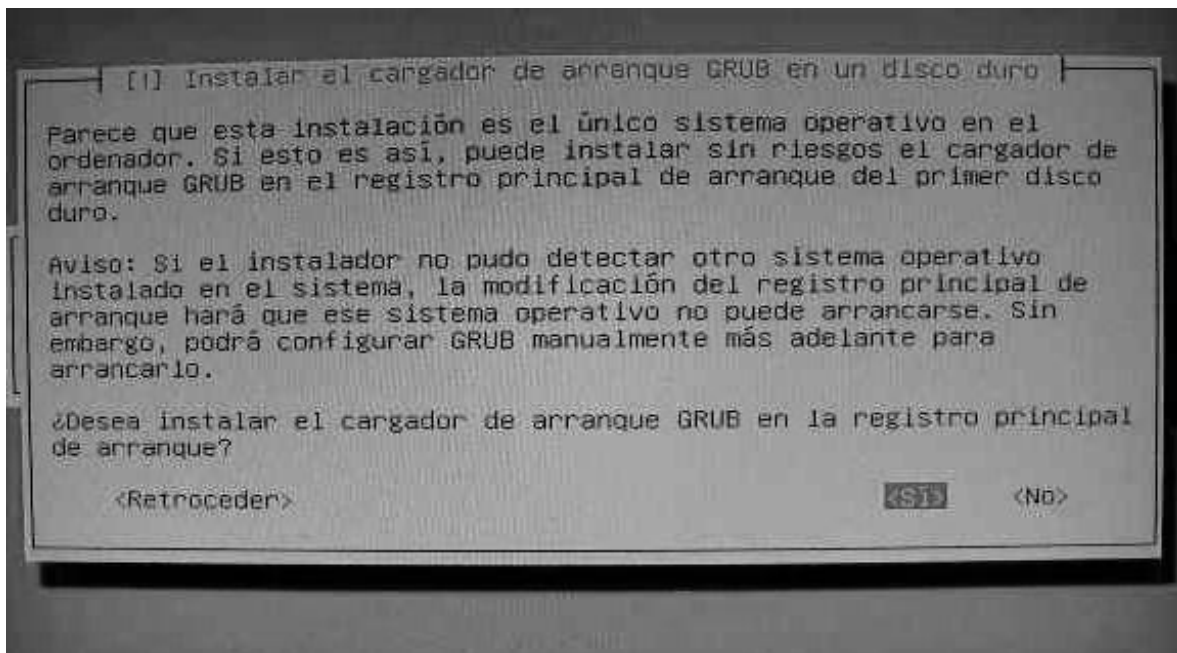 [!] Instalar el cargador de arranque GRUB en un disco duro
Parece que esta instalación es el único sistema operativo en el
ordenador. Si esto es así, puede instalar sin riesgos el cargador de
arranque GRUB en el registro principal de arranque del primer disco
duro.
Aviso: Si el instalador no pudo detectar otro sistema operativo
instalado en el sistema, la modificación del registro principal de
arranque hará que ese sistema operativo no puede arrancarse. Sin
embargo, podrá configurar GRUB manualmente más adelante para
arrancarlo.
¿Desea instalar el cargador de arranque GRUB en la registro principal
de arranque?
<Retroceder> <Sí> <No>